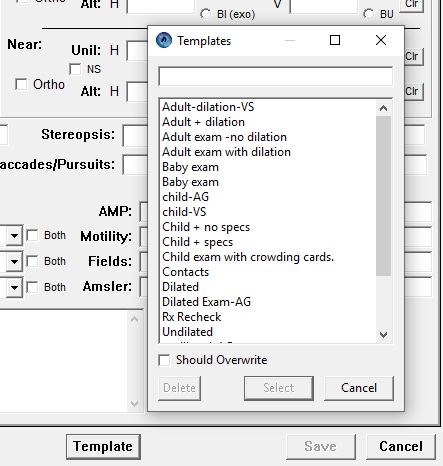 Ortho Alt: H V Clr
BI (exo) BU
Near: Unil: H Clr
NS
Ortho Alt: H Clr
Stereopsis:
accades/Pursuits:
AMP:
Both Motility:
Both Fields:
Both Amsler:
Templates
Adult-dilation-VS
Adult + dilation
Adult exam -no dilation
Adult exam with dilation
Baby exam
Baby exam
child-AG
child-VS
Child + no specs
Child + specs
Child exam with crowding cards.
Contacts
Dilated
Dilated Exam-AG
Rx Recheck
Undilated
Should Overwrite
Delete Select Cancel
Template Save Cancel